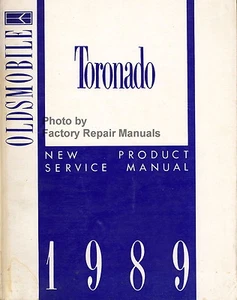 OLDSMOBILE
Toronado
Photo by
Factory Repair Manuals
NEW PRODUCT
SERVICE MANUAL
1989